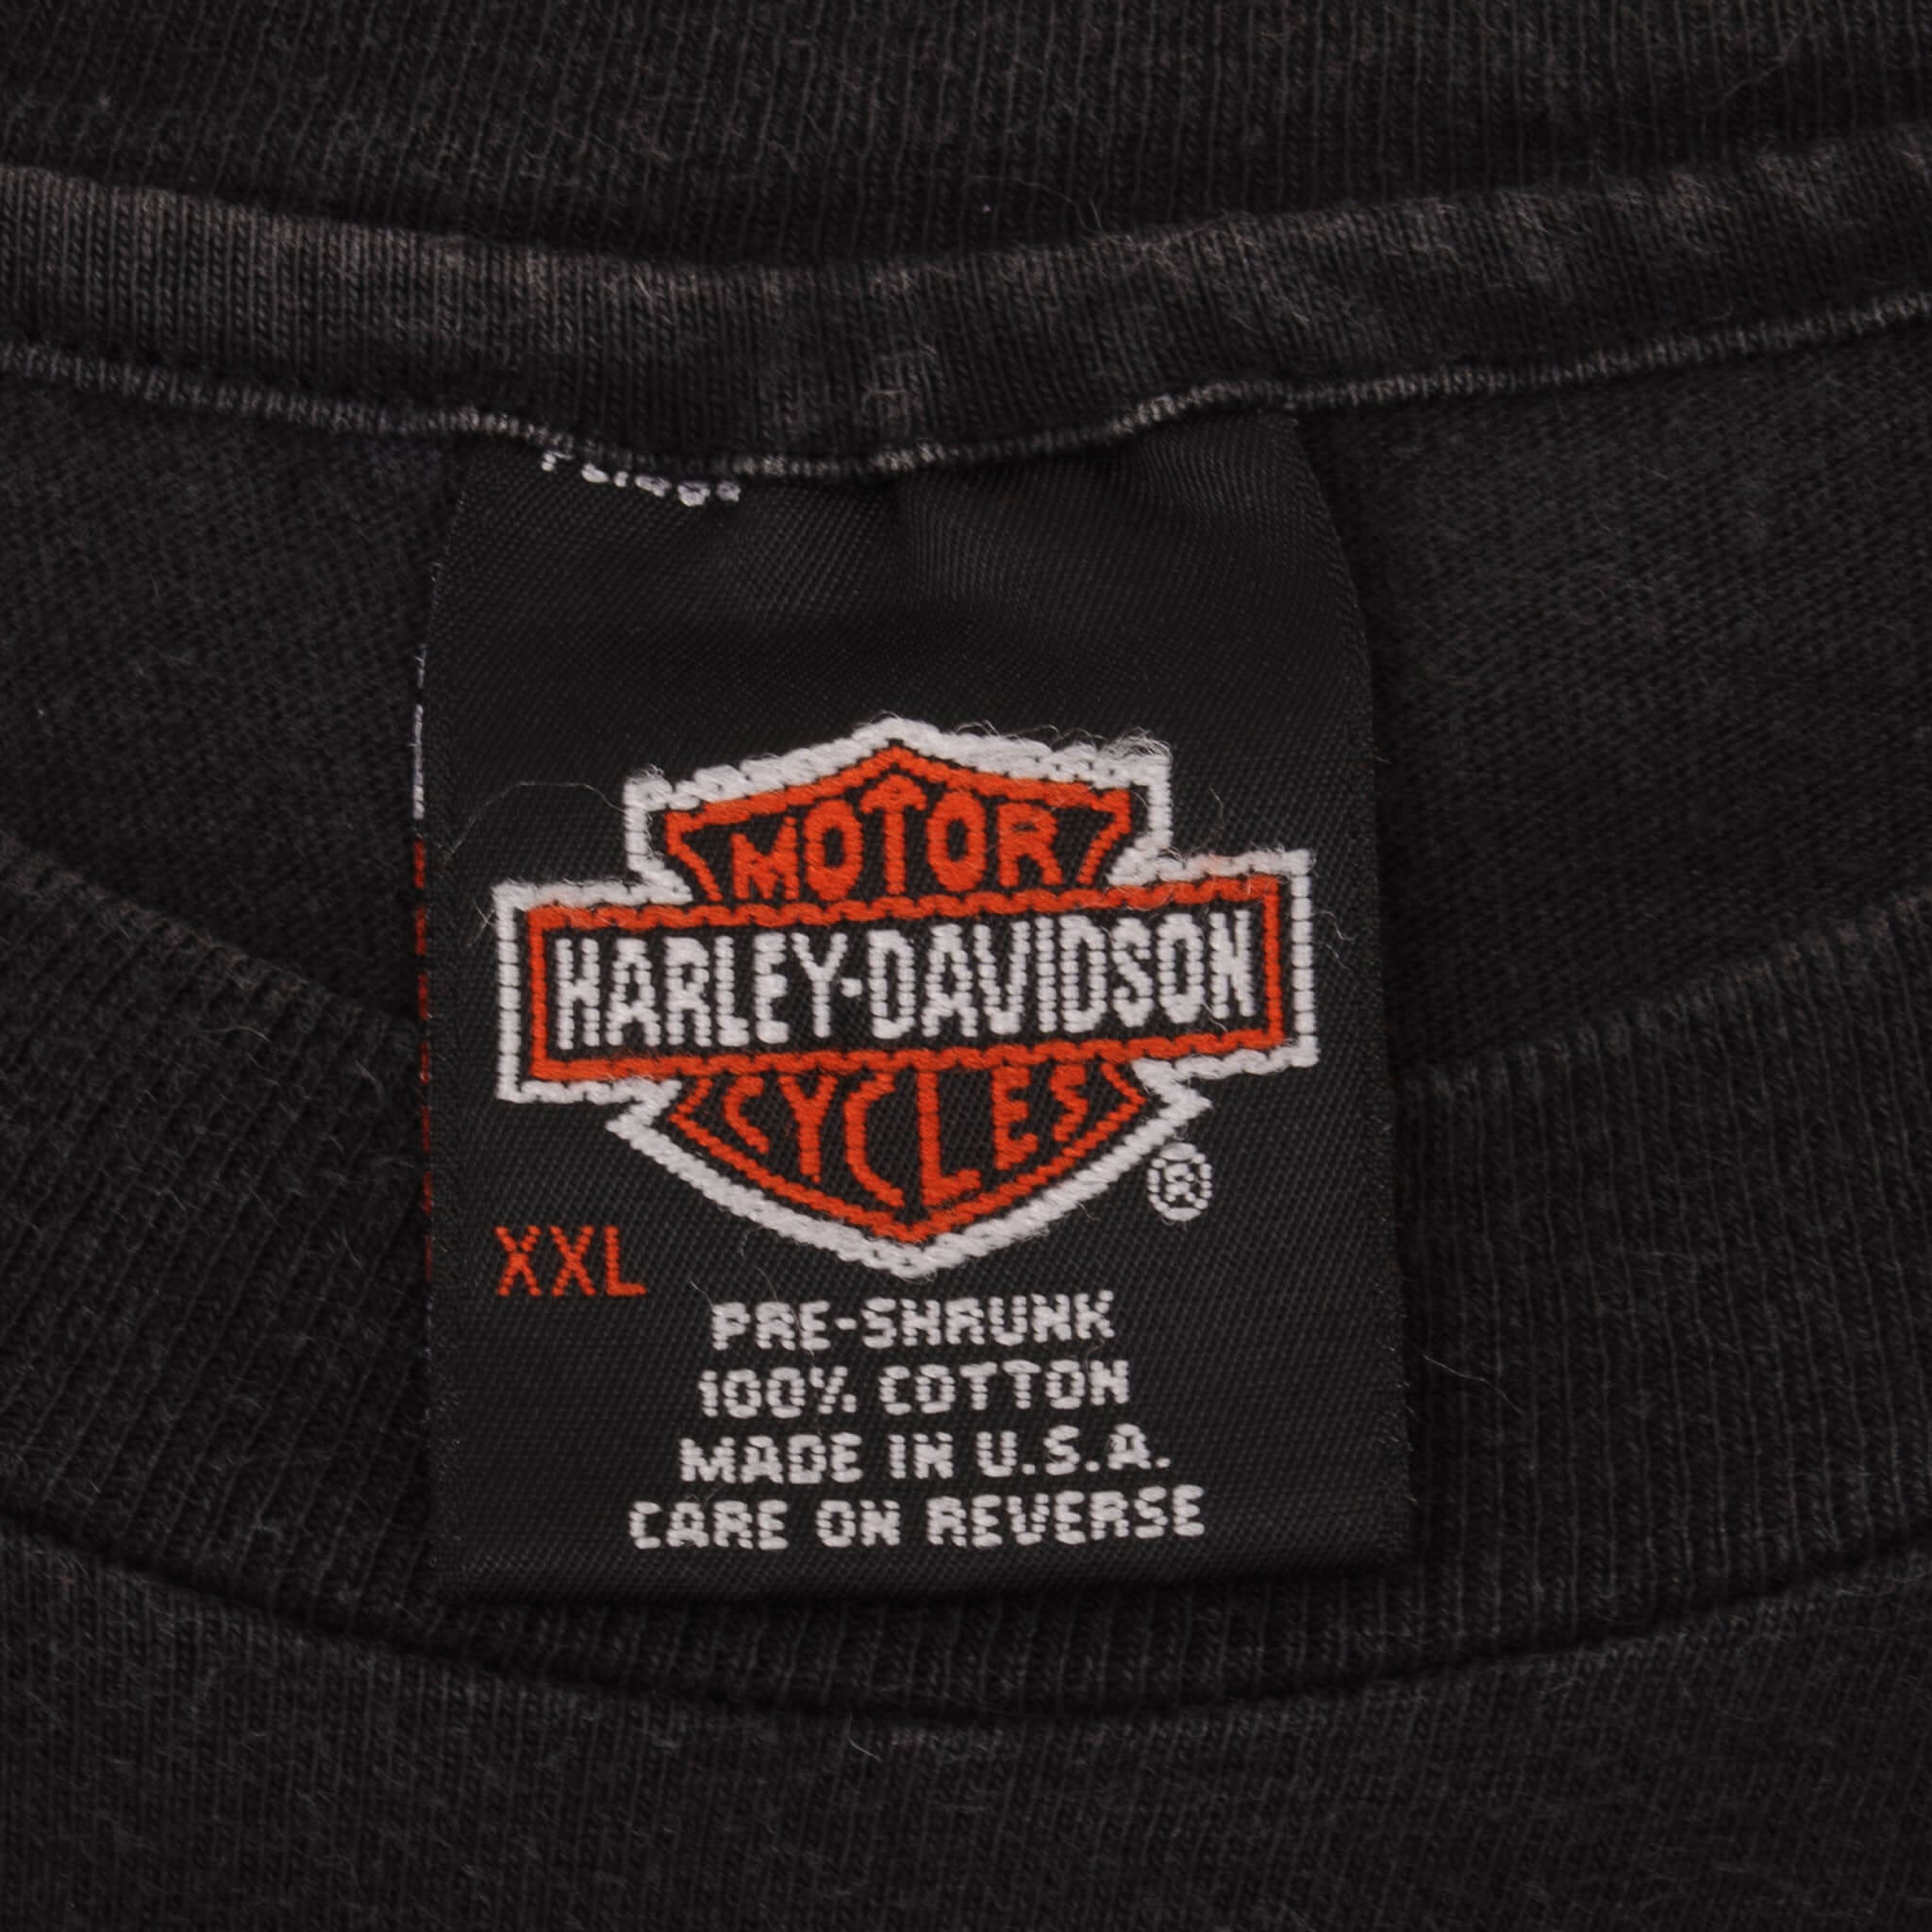 MOTOR
HARLEY-DAVIDSON
CYCLES
®
XXL
PRE-SHRUNK
100% COTTON
MADE IN U.S.A.
CARE ON REVERSE